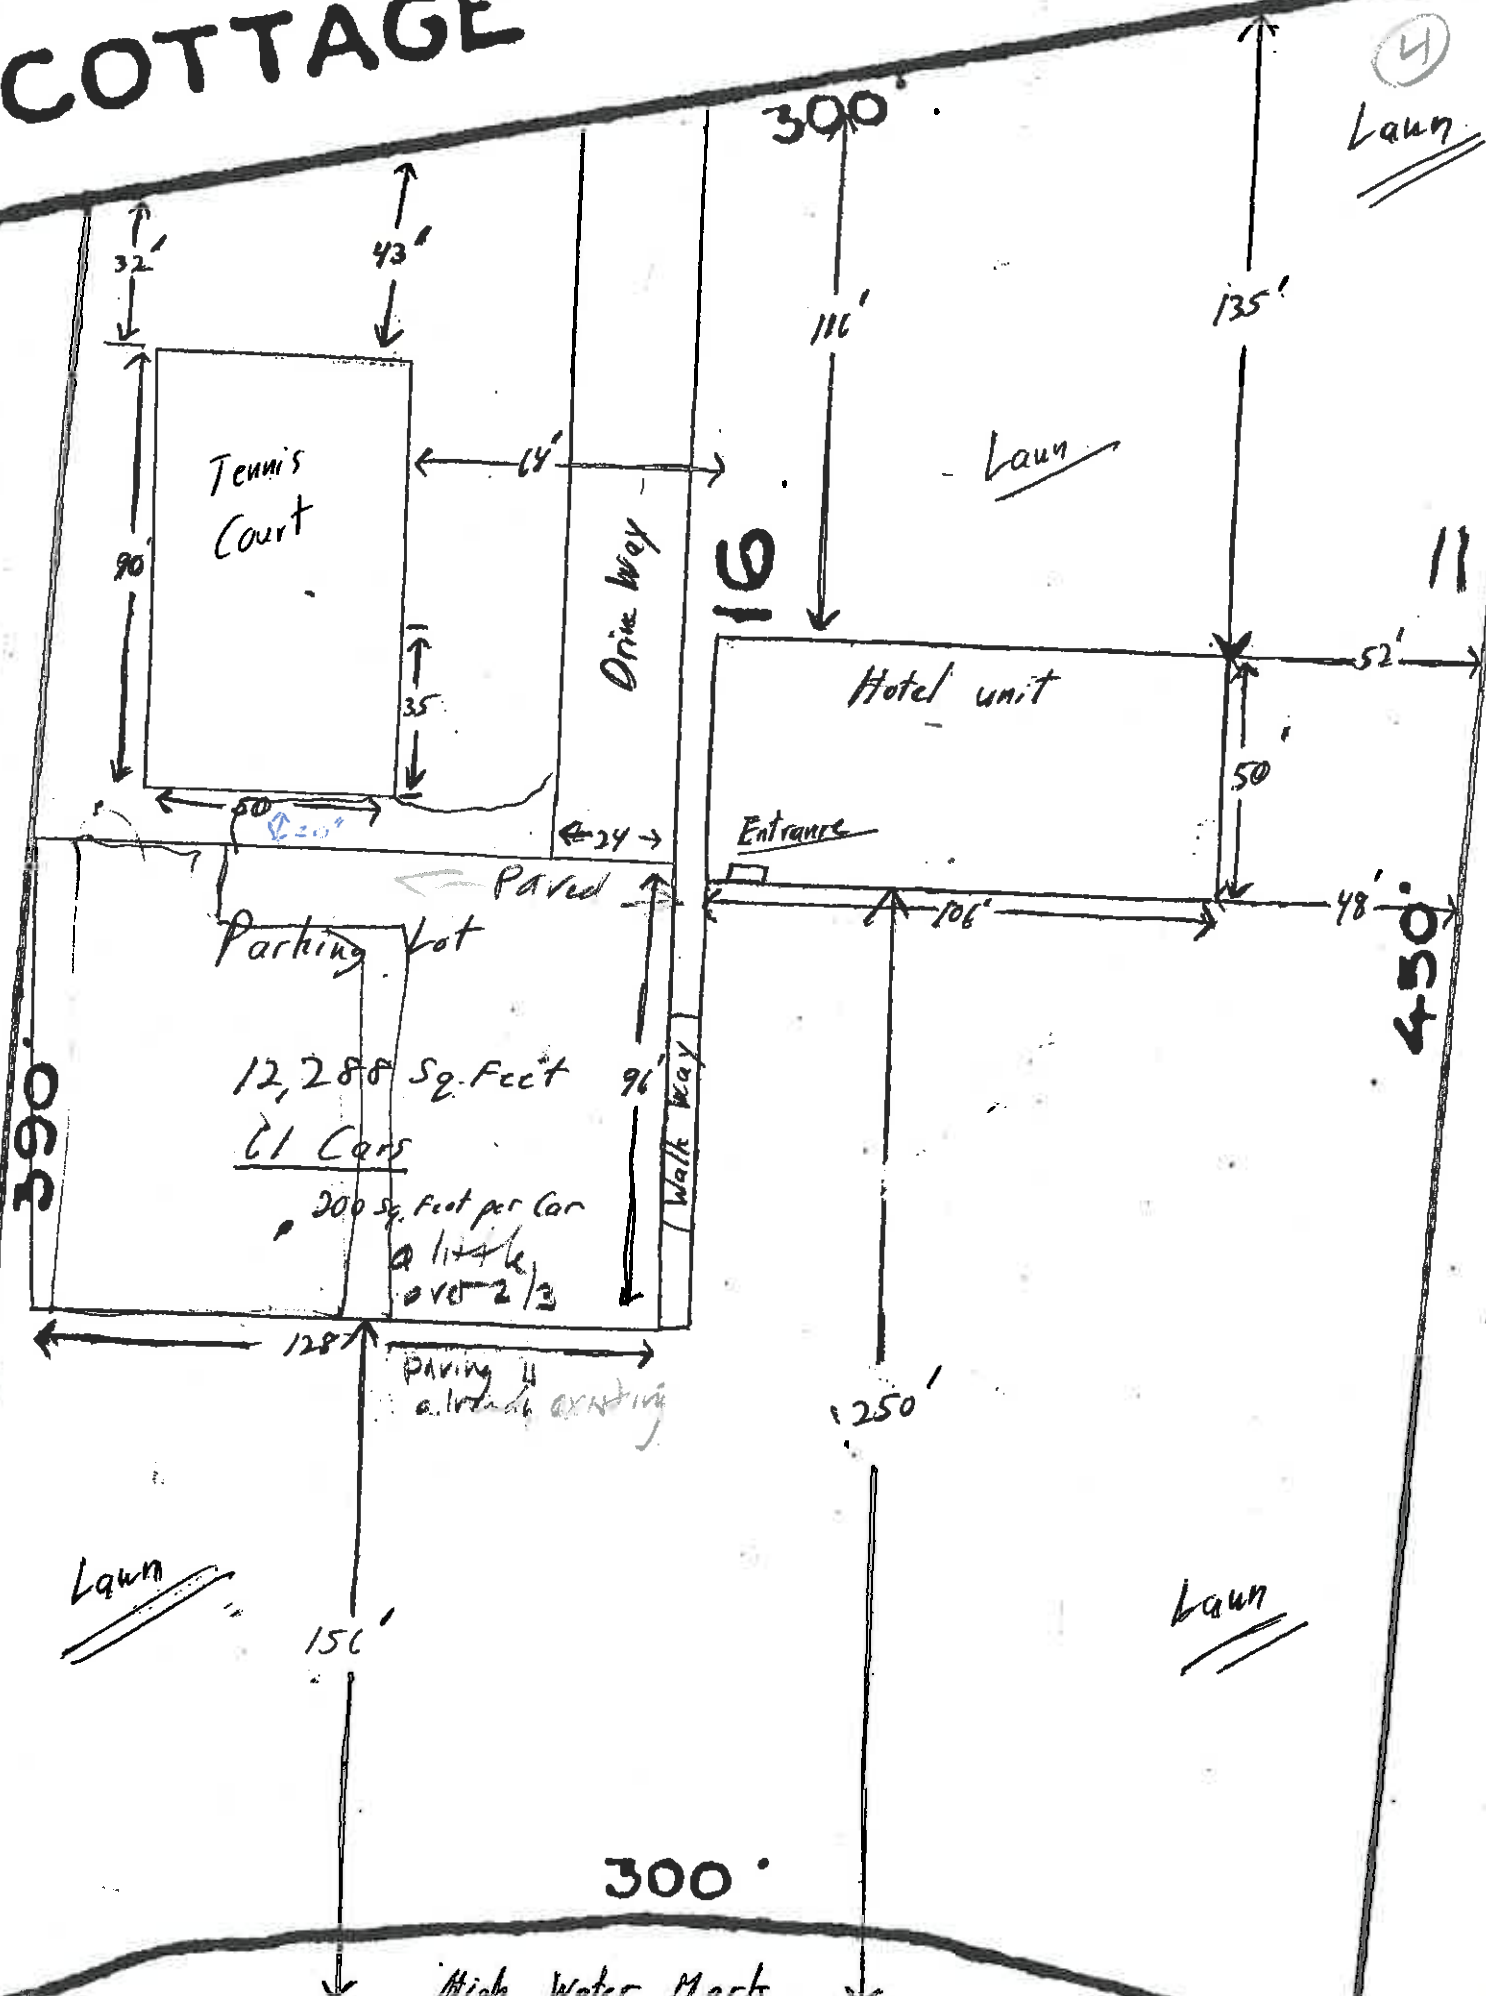 COTTAGE
4
300'
Lawn
32'
43'
116'
135'
64'
Lawn
Tennis
Court
16
11
90'
Drive Way
52'
Hotel unit
35
50'
50
20"
Entrance
24
Paved
106'
48'
Parking Lot
450'
12,288 Sq. Feet
96'
Walk Way
390'
61 Cars
200 Sq. Feet per Car
a little
over 2/3
128'
paving
already existing
250'
Lawn
Lawn
156'
300'
High Water Mark